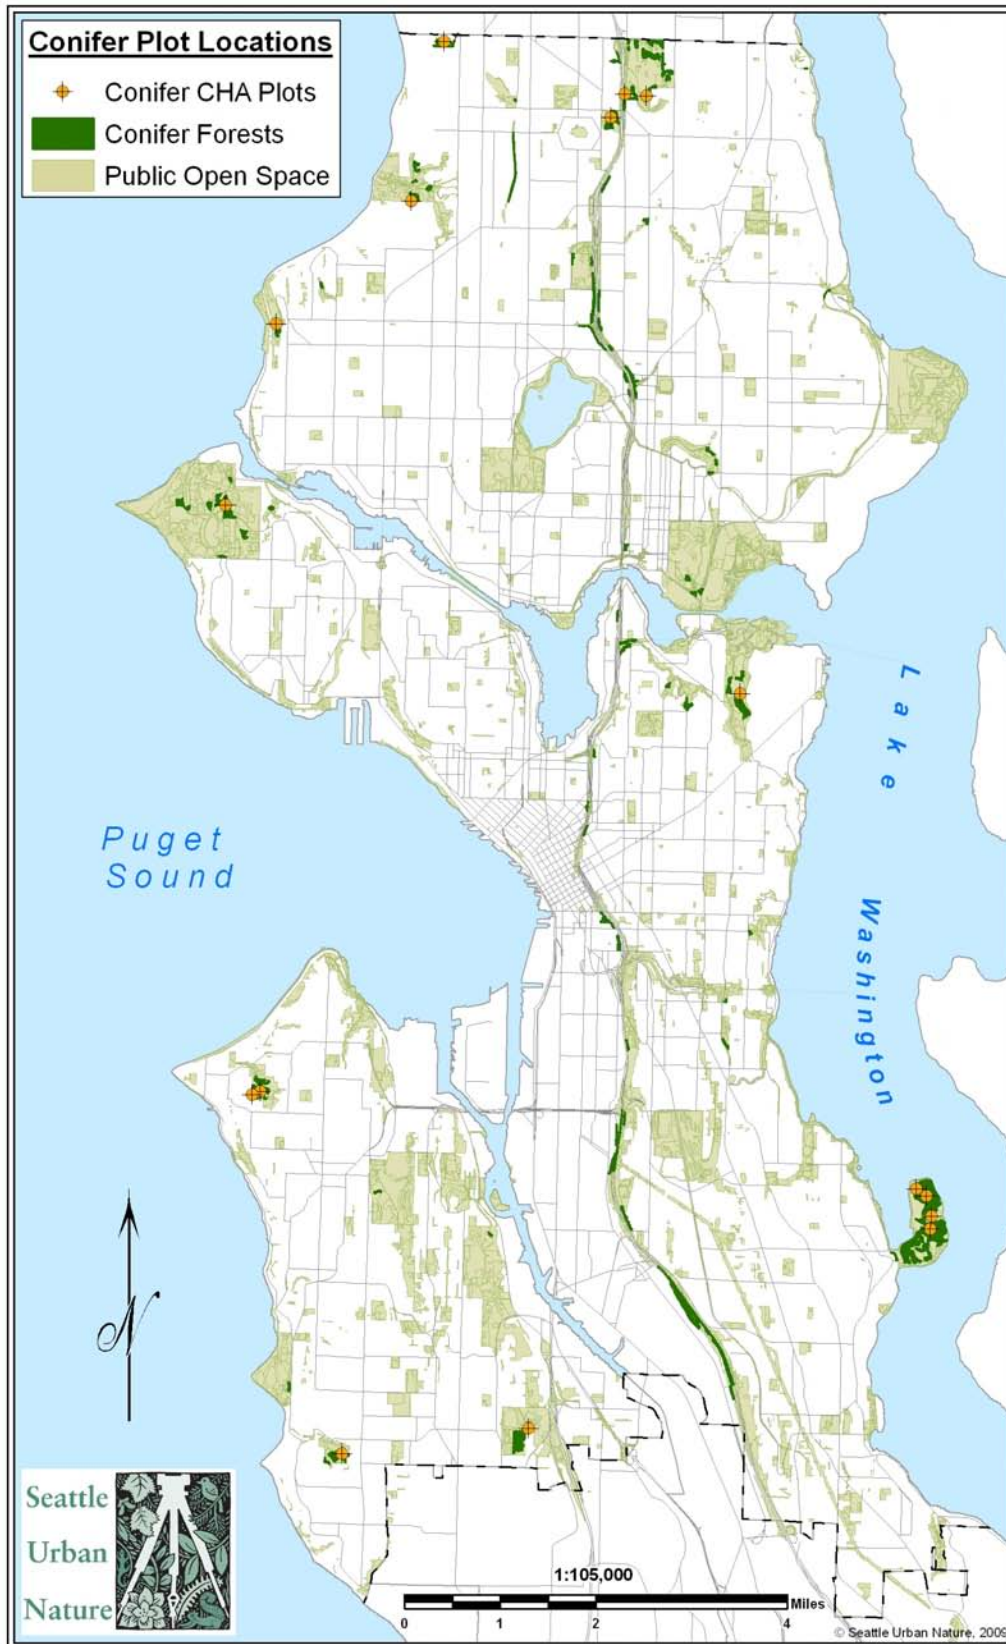 Conifer Plot Locations
Conifer CHA Plots
Conifer Forests
Public Open Space
Puget
Sound
Lake
Washington
N
Seattle
Urban
Nature
1:105,000
Miles
0 1 2 4
© Seattle Urban Nature, 2009